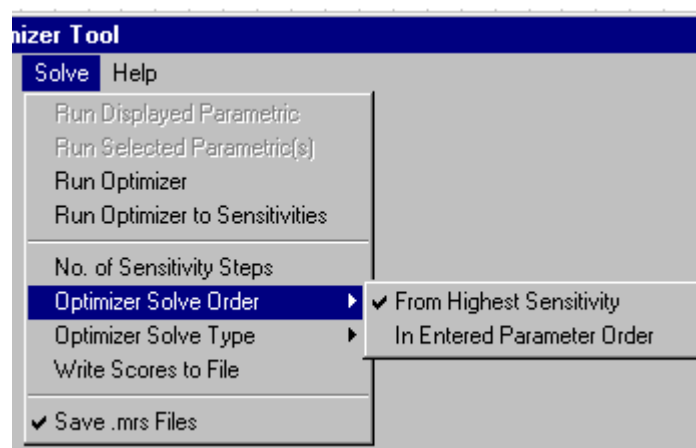 nizer Tool
Solve Help
Run Displayed Parametric
Run Selected Parametric(s)
Run Optimizer
Run Optimizer to Sensitivities
No. of Sensitivity Steps
Optimizer Solve Order
From Highest Sensitivity
In Entered Parameter Order
Optimizer Solve Type
Write Scores to File
Save .mrs Files